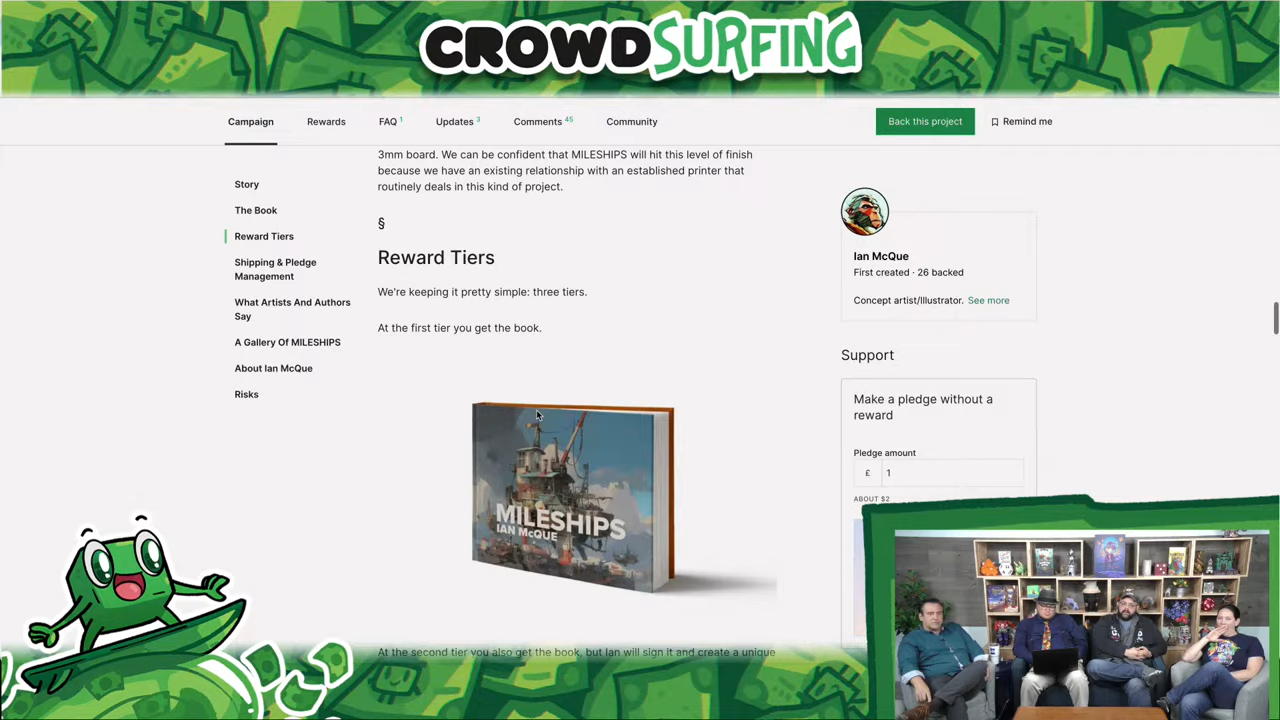 CROWDSURFING
Campaign
Rewards
FAQ 1
Updates 3
Comments 45
Community
Back this project
Remind me
Story
The Book
Reward Tiers
Shipping & Pledge
Management
What Artists And Authors
Say
A Gallery Of MILESHIPS
About Ian McQue
Risks
3mm board. We can be confident that MILESHIPS will hit this level of finish
because we have an existing relationship with an established printer that
routinely deals in this kind of project.
§
Reward Tiers
We're keeping it pretty simple: three tiers.
At the first tier you get the book.
MILESHIPS
IAN McQUE
At the second tier you also get the book, but Ian will sign it and create a unique
Ian McQue
First created · 26 backed
Concept artist/Illustrator. See more
Support
Make a pledge without a
reward
Pledge amount
£ 1
ABOUT $2